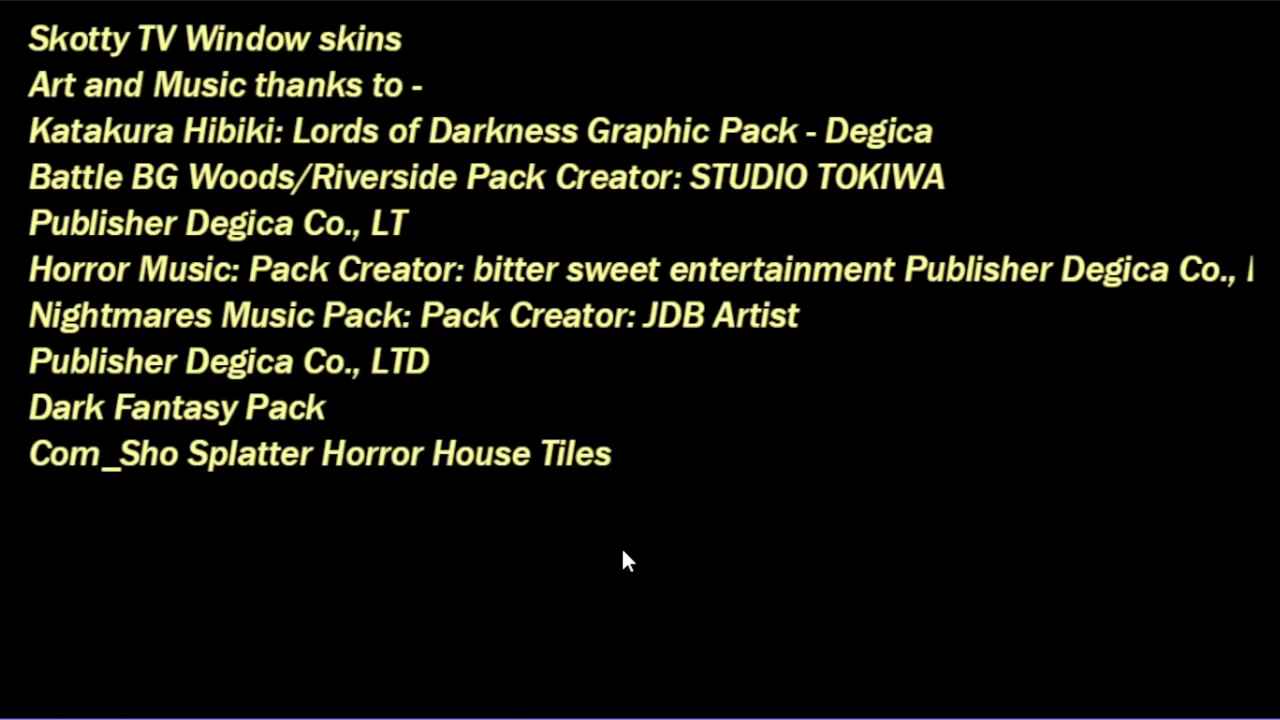 Skotty TV Window skins
Art and Music thanks to -
Katakura Hibiki: Lords of Darkness Graphic Pack - Degica
Battle BG Woods/Riverside Pack Creator: STUDIO TOKIWA
Publisher Degica Co., LT
Horror Music: Pack Creator: bitter sweet entertainment Publisher Degica Co.,
Nightmares Music Pack: Pack Creator: JDB Artist
Publisher Degica Co., LTD
Dark Fantasy Pack
Com_Sho Splatter Horror House Tiles